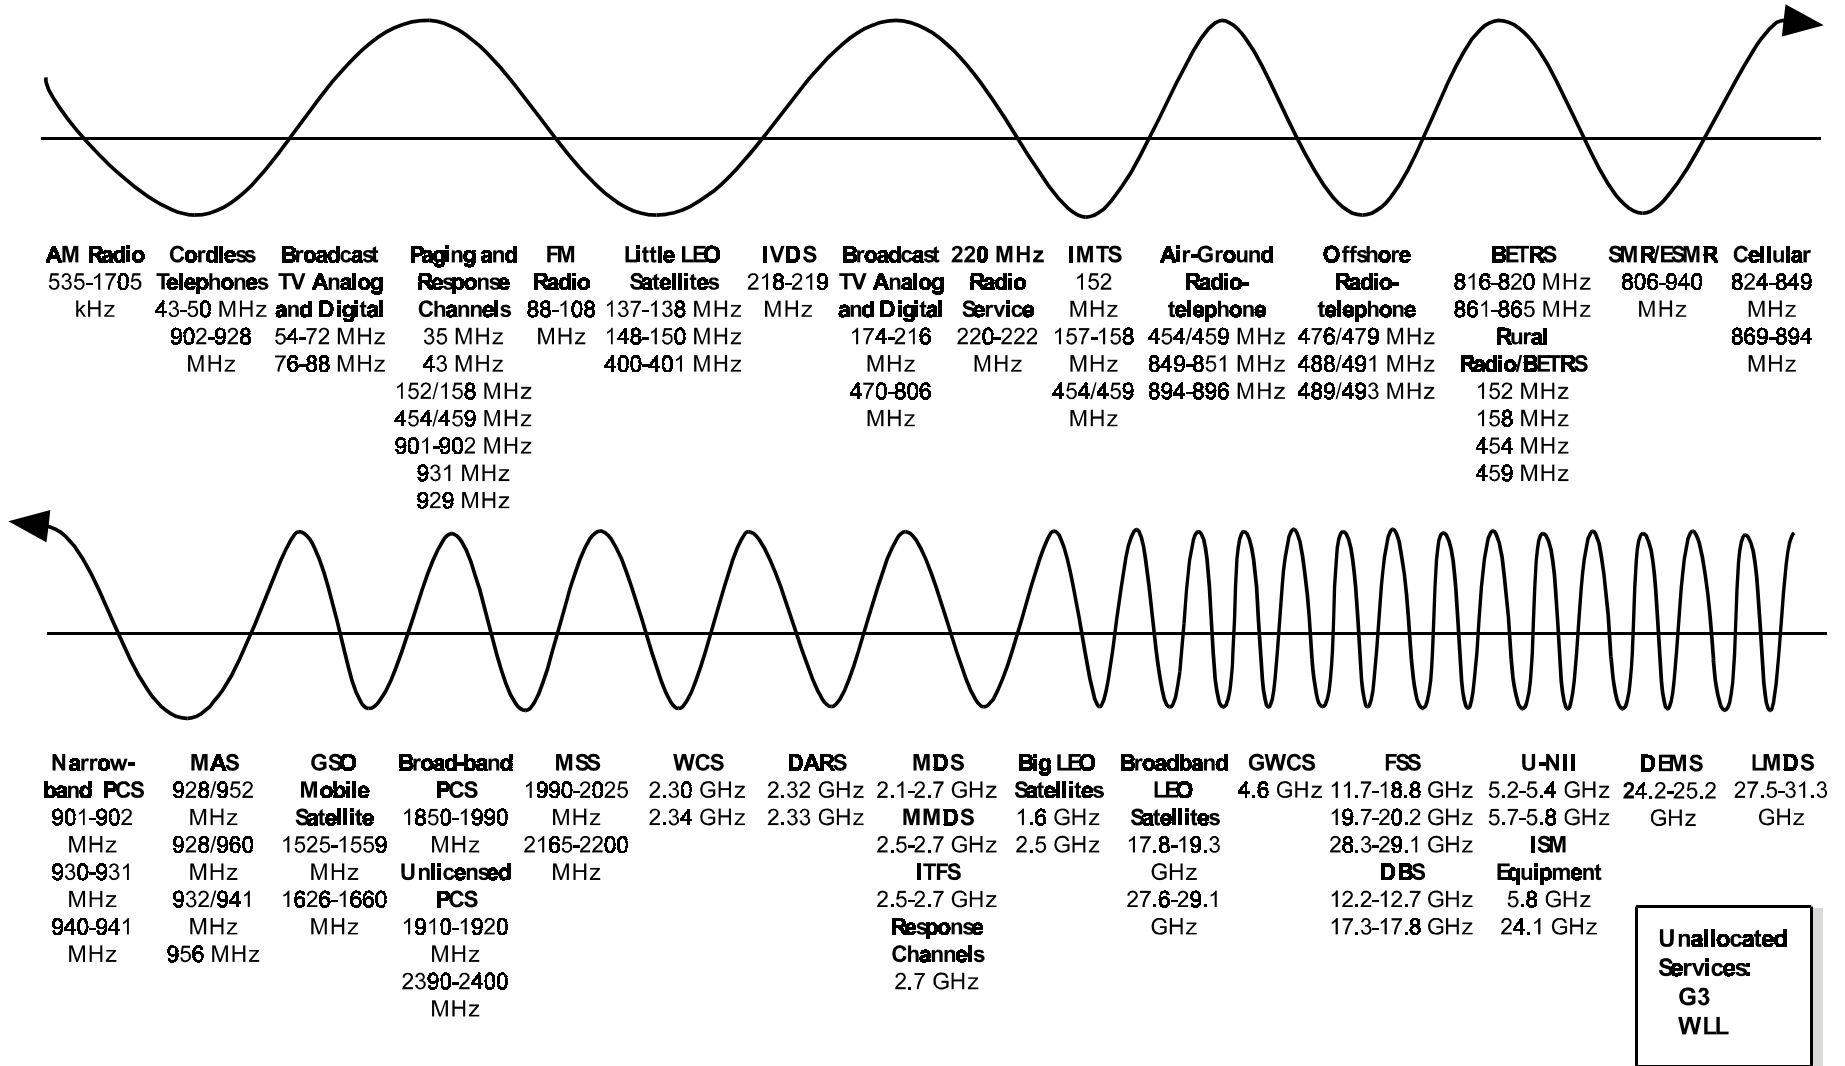 AM Radio
535-1705
kHz
Cordless
Telephones
43-50 MHz
902-928
MHz
Broadcast
TV Analog
and Digital
54-72 MHz
76-88 MHz
Paging and
Response
Channels
35 MHz
43 MHz
152/158 MHz
454/459 MHz
901-902 MHz
931 MHz
929 MHz
FM
Radio
88-108
MHz
Little LEO
Satellites
137-138 MHz
148-150 MHz
400-401 MHz
IVDS
218-219
MHz
Broadcast
TV Analog
and Digital
174-216
MHz
470-806
MHz
220 MHz
Radio
Service
220-222
MHz
IMTS
152
MHz
157-158
MHz
454/459
MHz
Air-Ground
Radio-
telephone
454/459 MHz
849-851 MHz
894-896 MHz
Offshore
Radio-
telephone
476/479 MHz
488/491 MHz
489/493 MHz
BETRS
816-820 MHz
861-865 MHz
Rural
Radio/BETRS
152 MHz
158 MHz
454 MHz
459 MHz
SMR/ESMR
806-940
MHz
Cellular
824-849
MHz
869-894
MHz
Narrow-
band PCS
901-902
MHz
930-931
MHz
940-941
MHz
MAS
928/952
MHz
928/960
MHz
932/941
MHz
956 MHz
GSO
Mobile
Satellite
1525-1559
MHz
1626-1660
MHz
Broad-band
PCS
1850-1990
MHz
Unlicensed
PCS
1910-1920
MHz
2390-2400
MHz
MSS
1990-2025
MHz
2165-2200
MHz
WCS
2.30 GHz
2.34 GHz
DARS
2.32 GHz
2.33 GHz
MDS
2.1-2.7 GHz
MMDS
2.5-2.7 GHz
ITFS
2.5-2.7 GHz
Response
Channels
2.7 GHz
Big LEO
Satellites
1.6 GHz
2.5 GHz
Broadband
LEO
Satellites
17.8-19.3
GHz
27.6-29.1
GHz
GWCS
4.6 GHz
FSS
11.7-18.8 GHz
19.7-20.2 GHz
28.3-29.1 GHz
DBS
12.2-12.7 GHz
17.3-17.8 GHz
U-NII
5.2-5.4 GHz
5.7-5.8 GHz
ISM
Equipment
5.8 GHz
24.1 GHz
DEMS
24.2-25.2
GHz
LMDS
27.5-31.3
GHz
Unallocated
Services:
G3
WLL